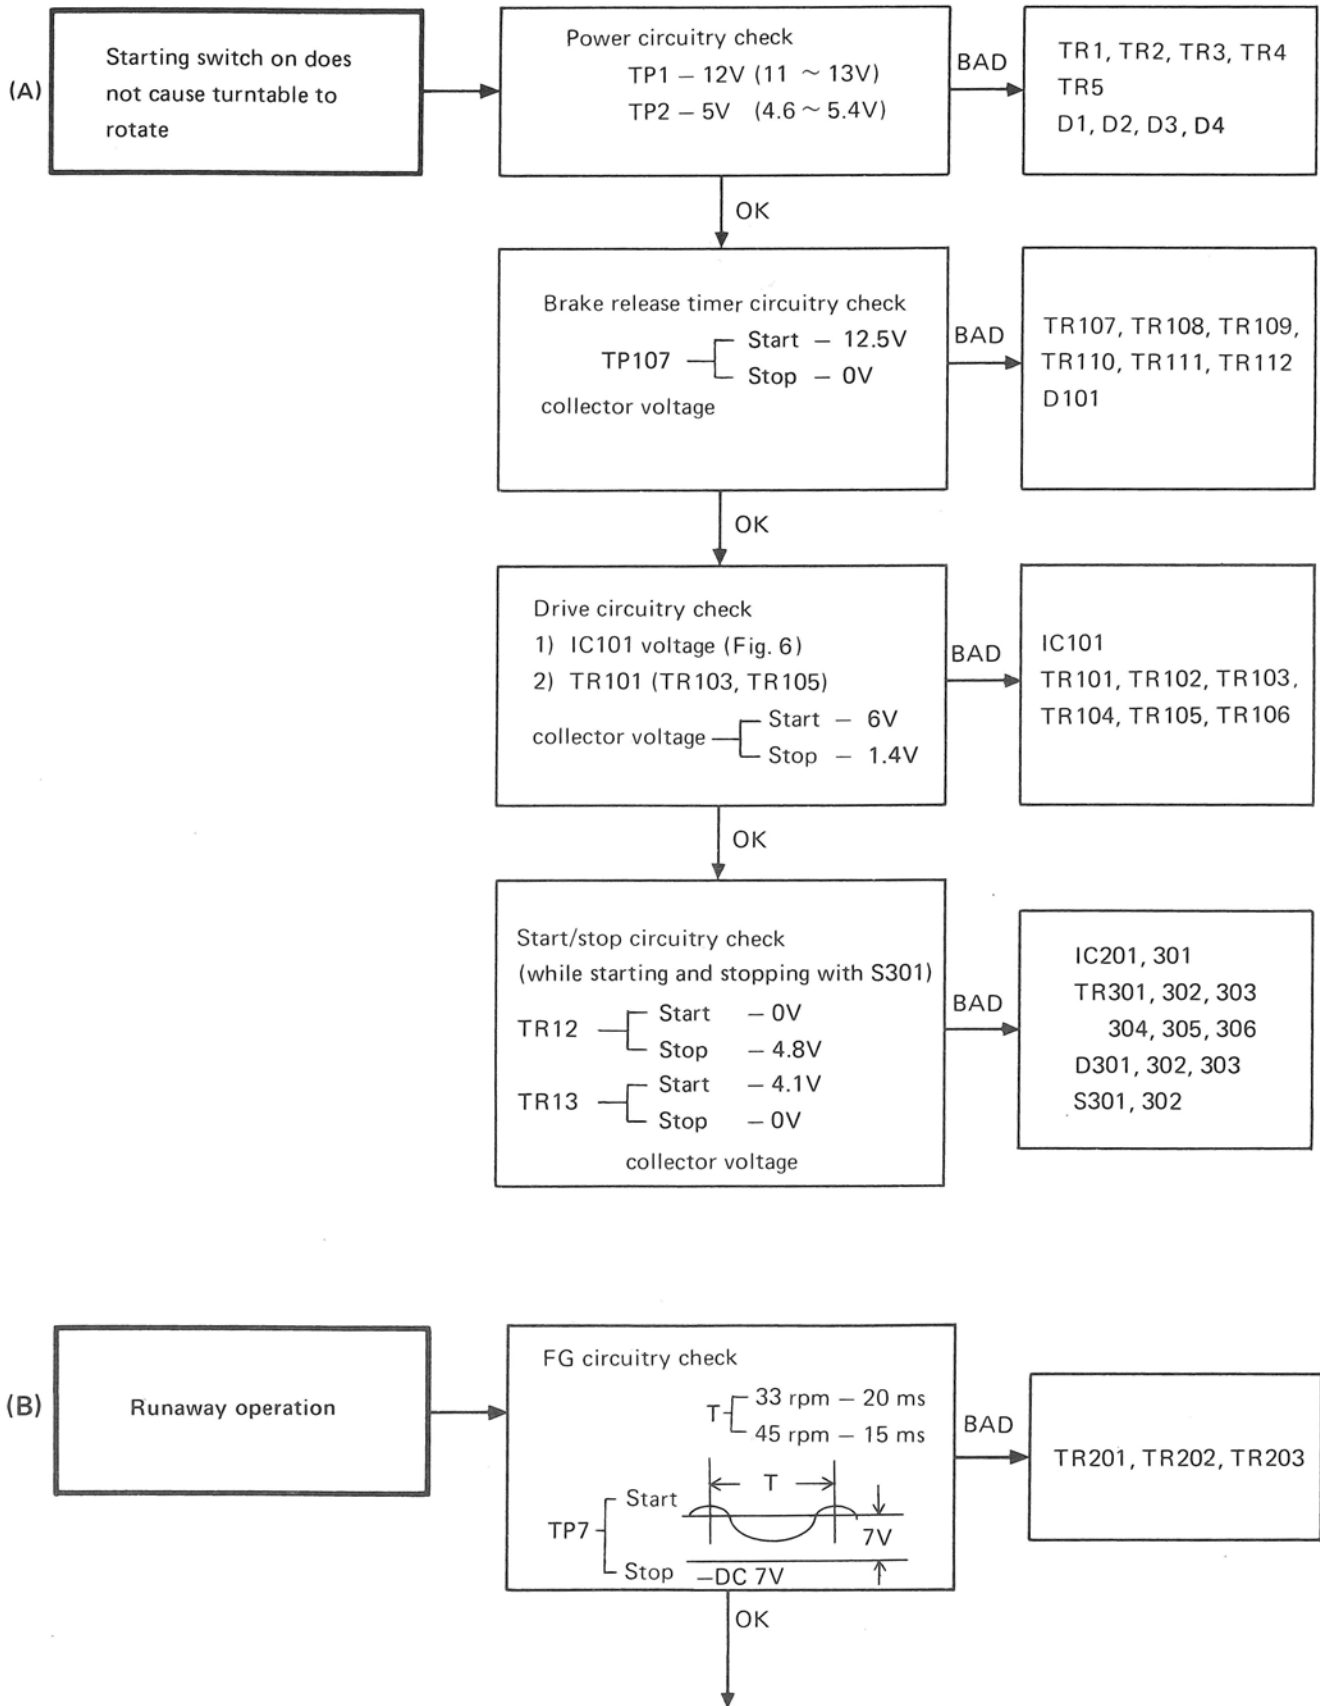 (A)
Starting switch on does
not cause turntable to
rotate
Power circuitry check
TP1 – 12V (11 ~ 13V)
TP2 – 5V (4.6 ~ 5.4V)
BAD
TR1, TR2, TR3, TR4
TR5
D1, D2, D3, D4
OK
Brake release timer circuitry check
TP107
Start – 12.5V
Stop – 0V
collector voltage
BAD
TR107, TR108, TR109,
TR110, TR111, TR112
D101
OK
Drive circuitry check
1) IC101 voltage (Fig. 6)
2) TR101 (TR103, TR105)
collector voltage
Start – 6V
Stop – 1.4V
BAD
IC101
TR101, TR102, TR103,
TR104, TR105, TR106
OK
Start/stop circuitry check
(while starting and stopping with S301)
TR12
Start – 0V
Stop – 4.8V
TR13
Start – 4.1V
Stop – 0V
collector voltage
BAD
IC201, 301
TR301, 302, 303
304, 305, 306
D301, 302, 303
S301, 302
(B)
Runaway operation
FG circuitry check
T
33 rpm – 20 ms
45 rpm – 15 ms
T
TP7
Start
7V
Stop –DC 7V
BAD
TR201, TR202, TR203
OK